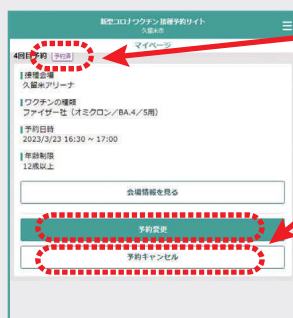 新型コロナワクチン接種予約サイト
久留米市
マイページ
4回目予約 予約済
接種会場
久留米アリーナ
ワクチンの種類
ファイザー社（オミクロン／BA.4／5用）
予約日時
2023/3/23 16:30 ~ 17:00
年齢制限
12歳以上
会場情報を見る
予約変更
予約キャンセル